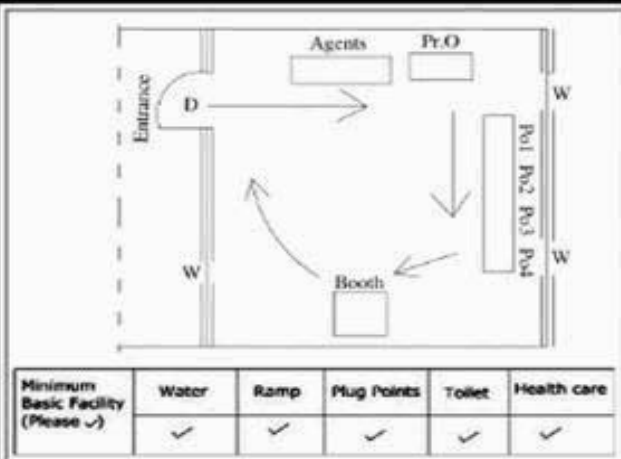 Agents
Pr.O
Entrance
D
W
Po1 Po2 Po3 Po4
W
W
Booth
Minimum Basic Facility (Please ✓)
Water
Ramp
Plug Points
Toilet
Health care
✓ ✓ ✓ ✓ ✓